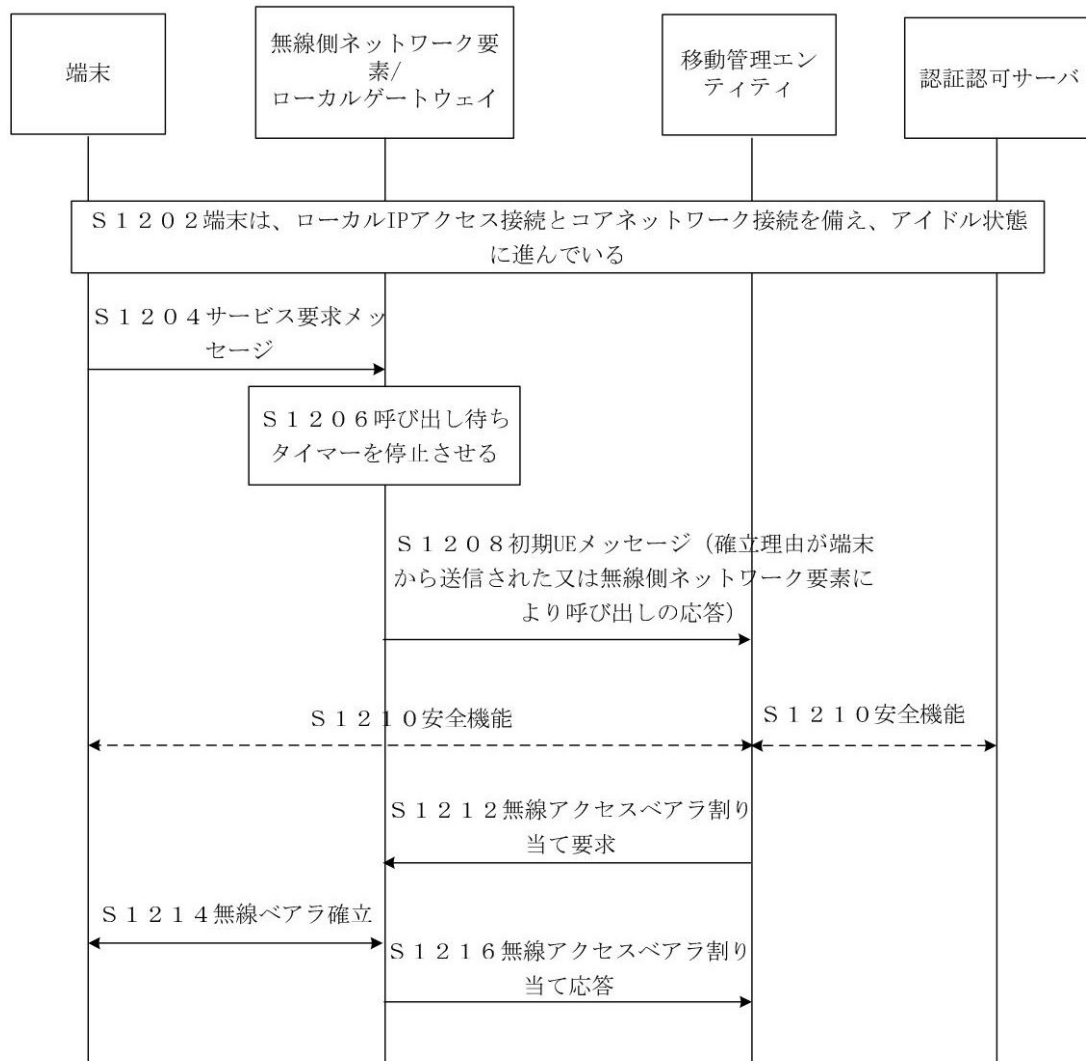 端末
無線側ネットワーク要
素/
ローカルゲートウェイ
移動管理エン
ティティ
認証認可サーバ
Ｓ１２０２端末は、ローカルIPアクセス接続とコアネットワーク接続を備え、アイドル状態
に進んでいる
Ｓ１２０４サービス要求メッ
セージ
Ｓ１２０６呼び出し待ち
タイマーを停止させる
Ｓ１２０８初期UEメッセージ（確立理由が端末
から送信された又は無線側ネットワーク要素に
より呼び出しの応答）
Ｓ１２１０安全機能
Ｓ１２１０安全機能
Ｓ１２１２無線アクセスベアラ割り
当て要求
Ｓ１２１４無線ベアラ確立
Ｓ１２１６無線アクセスベアラ割り
当て応答